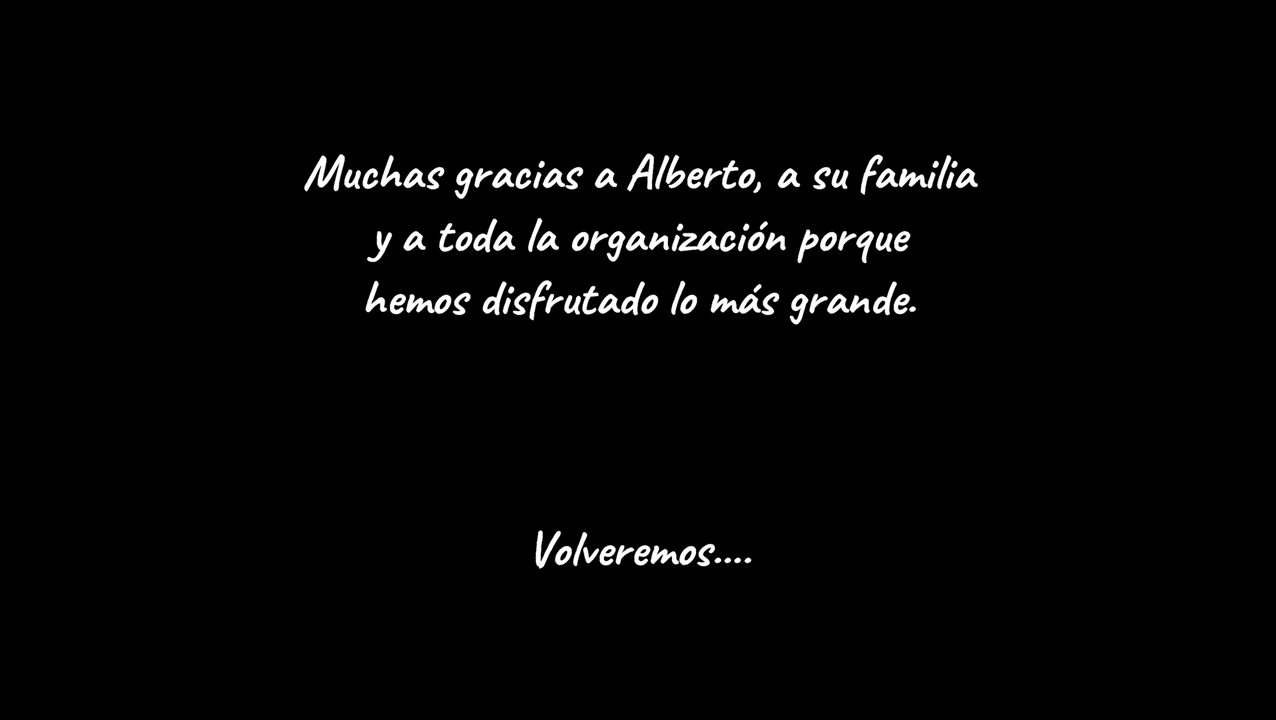 Muchas gracias a Alberto, a su familia
y a toda la organización porque
hemos disfrutado lo más grande.
Volveremos....